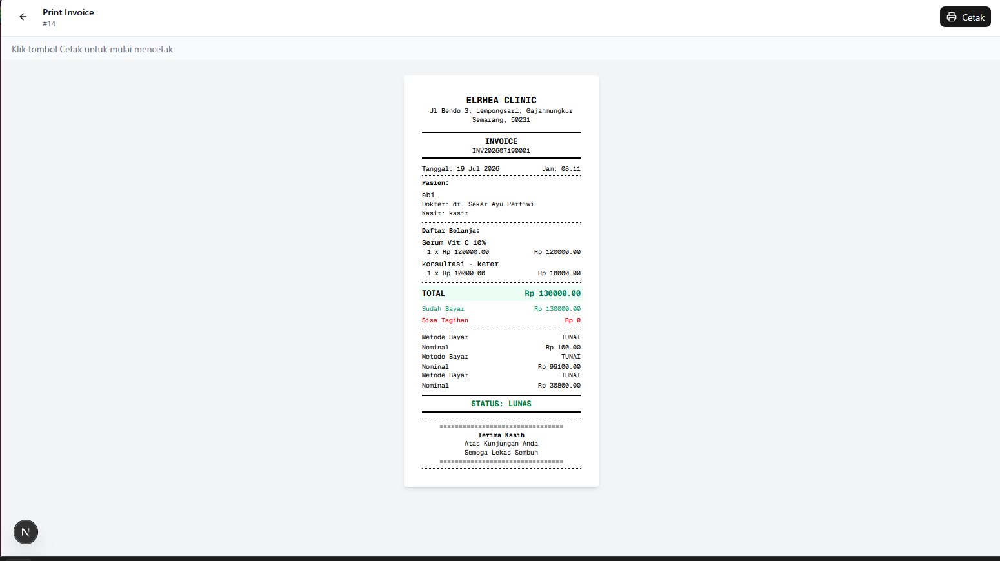 Print Invoice
#14
Cetak
Klik tombol Cetak untuk mulai mencetak
ELRHEA CLINIC
Jl Bendo 3, Lempongsari, Gajahmungkur
Semarang, 50231
INVOICE
INV202607190001
Tanggal: 19 Jul 2026 Jam: 08.11
Pasien:
abi
Dokter: dr. Sekar Ayu Pertiwi
Kasir: kasir
Daftar Belanja:
Serum Vit C 10%
1 x Rp 120000.00 Rp 120000.00
konsultasi - keter
1 x Rp 10000.00 Rp 10000.00
TOTAL Rp 130000.00
Sudah Bayar Rp 130000.00
Sisa Tagihan Rp 0
Metode Bayar TUNAI
Nominal Rp 100.00
Metode Bayar TUNAI
Nominal Rp 99100.00
Metode Bayar TUNAI
Nominal Rp 30800.00
STATUS: LUNAS
================================
Terima Kasih
Atas Kunjungan Anda
Semoga Lekas Sembuh
================================
N